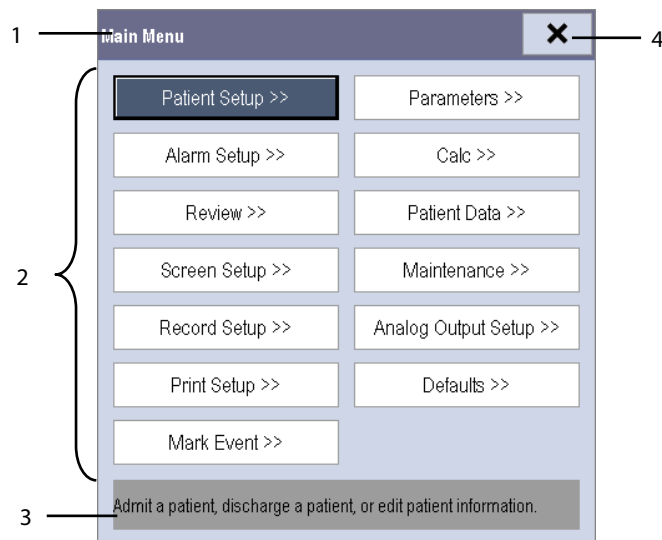 1
Main Menu
4
Patient Setup >>
Parameters >>
Alarm Setup >>
Calc >>
Review >>
Patient Data >>
2
Screen Setup >>
Maintenance >>
Record Setup >>
Analog Output Setup >>
Print Setup >>
Defaults >>
Mark Event >>
3
Admit a patient, discharge a patient, or edit patient information.